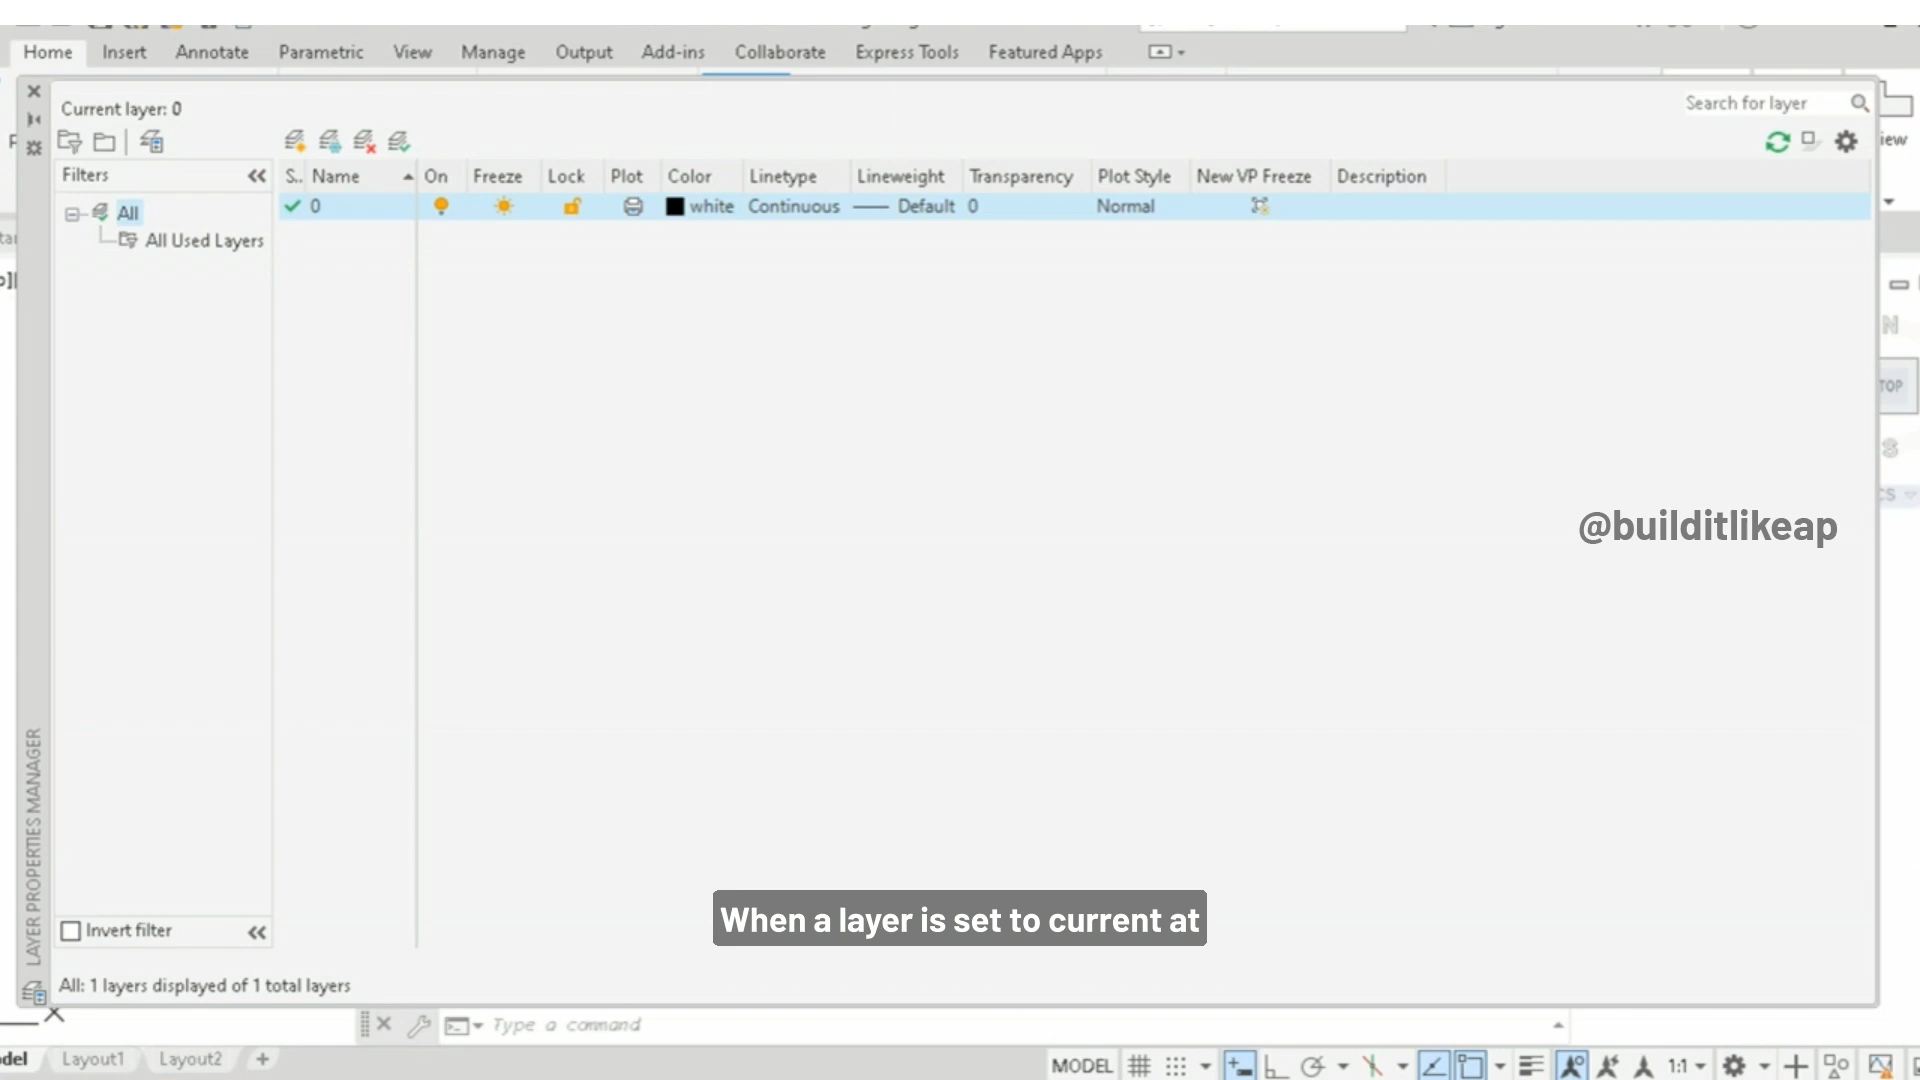 Home Insert Annotate Parametric View Manage Output Add-ins Collaborate Express Tools Featured Apps
Current layer: 0
Search for layer
Filters
S.. Name On Freeze Lock Plot Color Linetype Lineweight Transparency Plot Style New VP Freeze Description
All
0 white Continuous Default 0 Normal
All Used Layers
N
TOP
S
@builditlikeap
LAYER PROPERTIES MANAGER
When a layer is set to current at
Invert filter
All: 1 layers displayed of 1 total layers
Type a command
Layout1 Layout2 +
MODEL 1:1